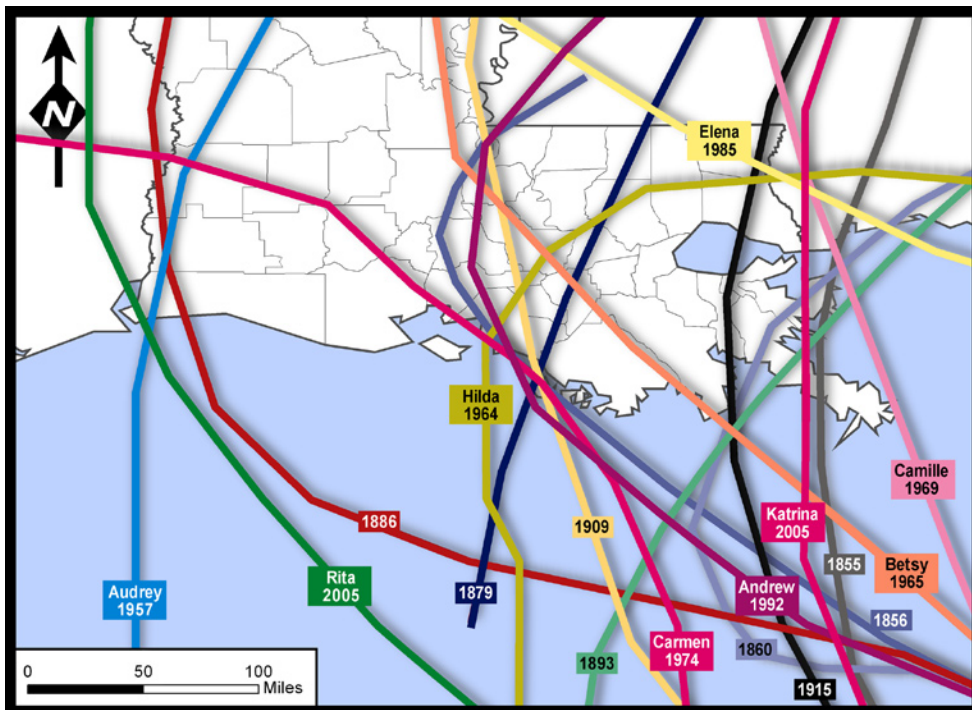 N
Elena
1985
Hilda
1964
Camille
1969
Katrina
2005
1886
1909
1855
Betsy
1965
Audrey
1957
Rita
2005
1879
Andrew
1992
1856
1893
Carmen
1974
1860
1915
0 50 100
Miles